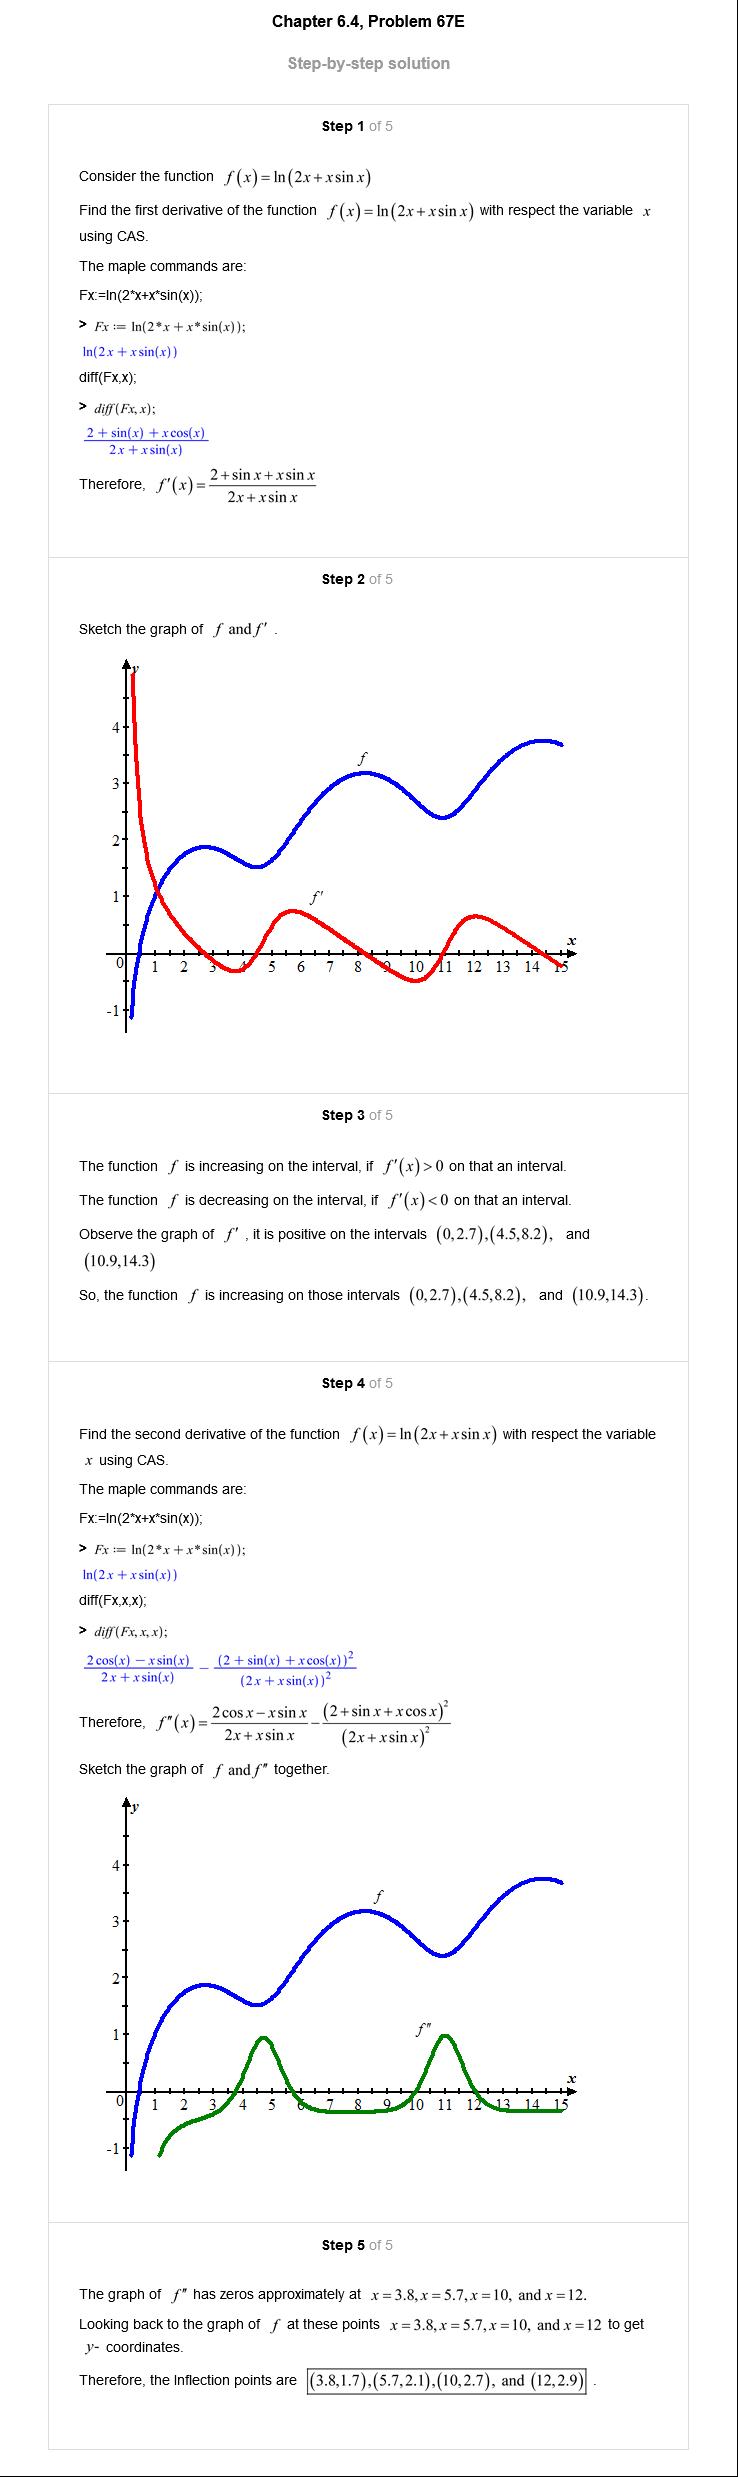 Chapter 6.4, Problem 67E
Step-by-step solution
Step 1 of 5
Consider the function f(x)=ln(2x+x sin x)
Find the first derivative of the function f(x)=ln(2x+x sin x) with respect the variable x
using CAS.
The maple commands are:
Fx:=ln(2*x+x*sin(x));
> Fx := ln(2*x + x*sin(x));
ln(2x + x sin(x))
diff(Fx,x);
> diff(Fx, x);
2 + sin(x) + x cos(x)
2x + x sin(x)
Therefore, f′(x)= 2+sin x+x sin x
2x+x sin x
Step 2 of 5
Sketch the graph of f and f′ .
y
4
f
3
2
1
f′
x
0 1 2 3 4 5 6 7 8 9 10 11 12 13 14 15
-1
Step 3 of 5
The function f is increasing on the interval, if f′(x)>0 on that an interval.
The function f is decreasing on the interval, if f′(x)<0 on that an interval.
Observe the graph of f′ , it is positive on the intervals (0,2.7),(4.5,8.2), and
(10.9,14.3)
So, the function f is increasing on those intervals (0,2.7),(4.5,8.2), and (10.9,14.3).
Step 4 of 5
Find the second derivative of the function f(x)=ln(2x+x sin x) with respect the variable
x using CAS.
The maple commands are:
Fx:=ln(2*x+x*sin(x));
> Fx := ln(2*x + x*sin(x));
ln(2x + x sin(x))
diff(Fx,x,x);
> diff(Fx, x, x);
2 cos(x) − x sin(x) − (2 + sin(x) + x cos(x))²
2x + x sin(x) (2x + x sin(x))²
Therefore, f″(x)= 2cos x−x sin x − (2+sin x+x cos x)²
2x+x sin x (2x+x sin x)²
Sketch the graph of f and f″ together.
y
4
f
3
2
1
f″
x
0 1 2 3 4 5 6 7 8 9 10 11 12 13 14 15
-1
Step 5 of 5
The graph of f″ has zeros approximately at x=3.8,x=5.7,x=10, and x=12.
Looking back to the graph of f at these points x=3.8,x=5.7,x=10, and x=12 to get
y- coordinates.
Therefore, the Inflection points are (3.8,1.7),(5.7,2.1),(10,2.7), and (12,2.9) .